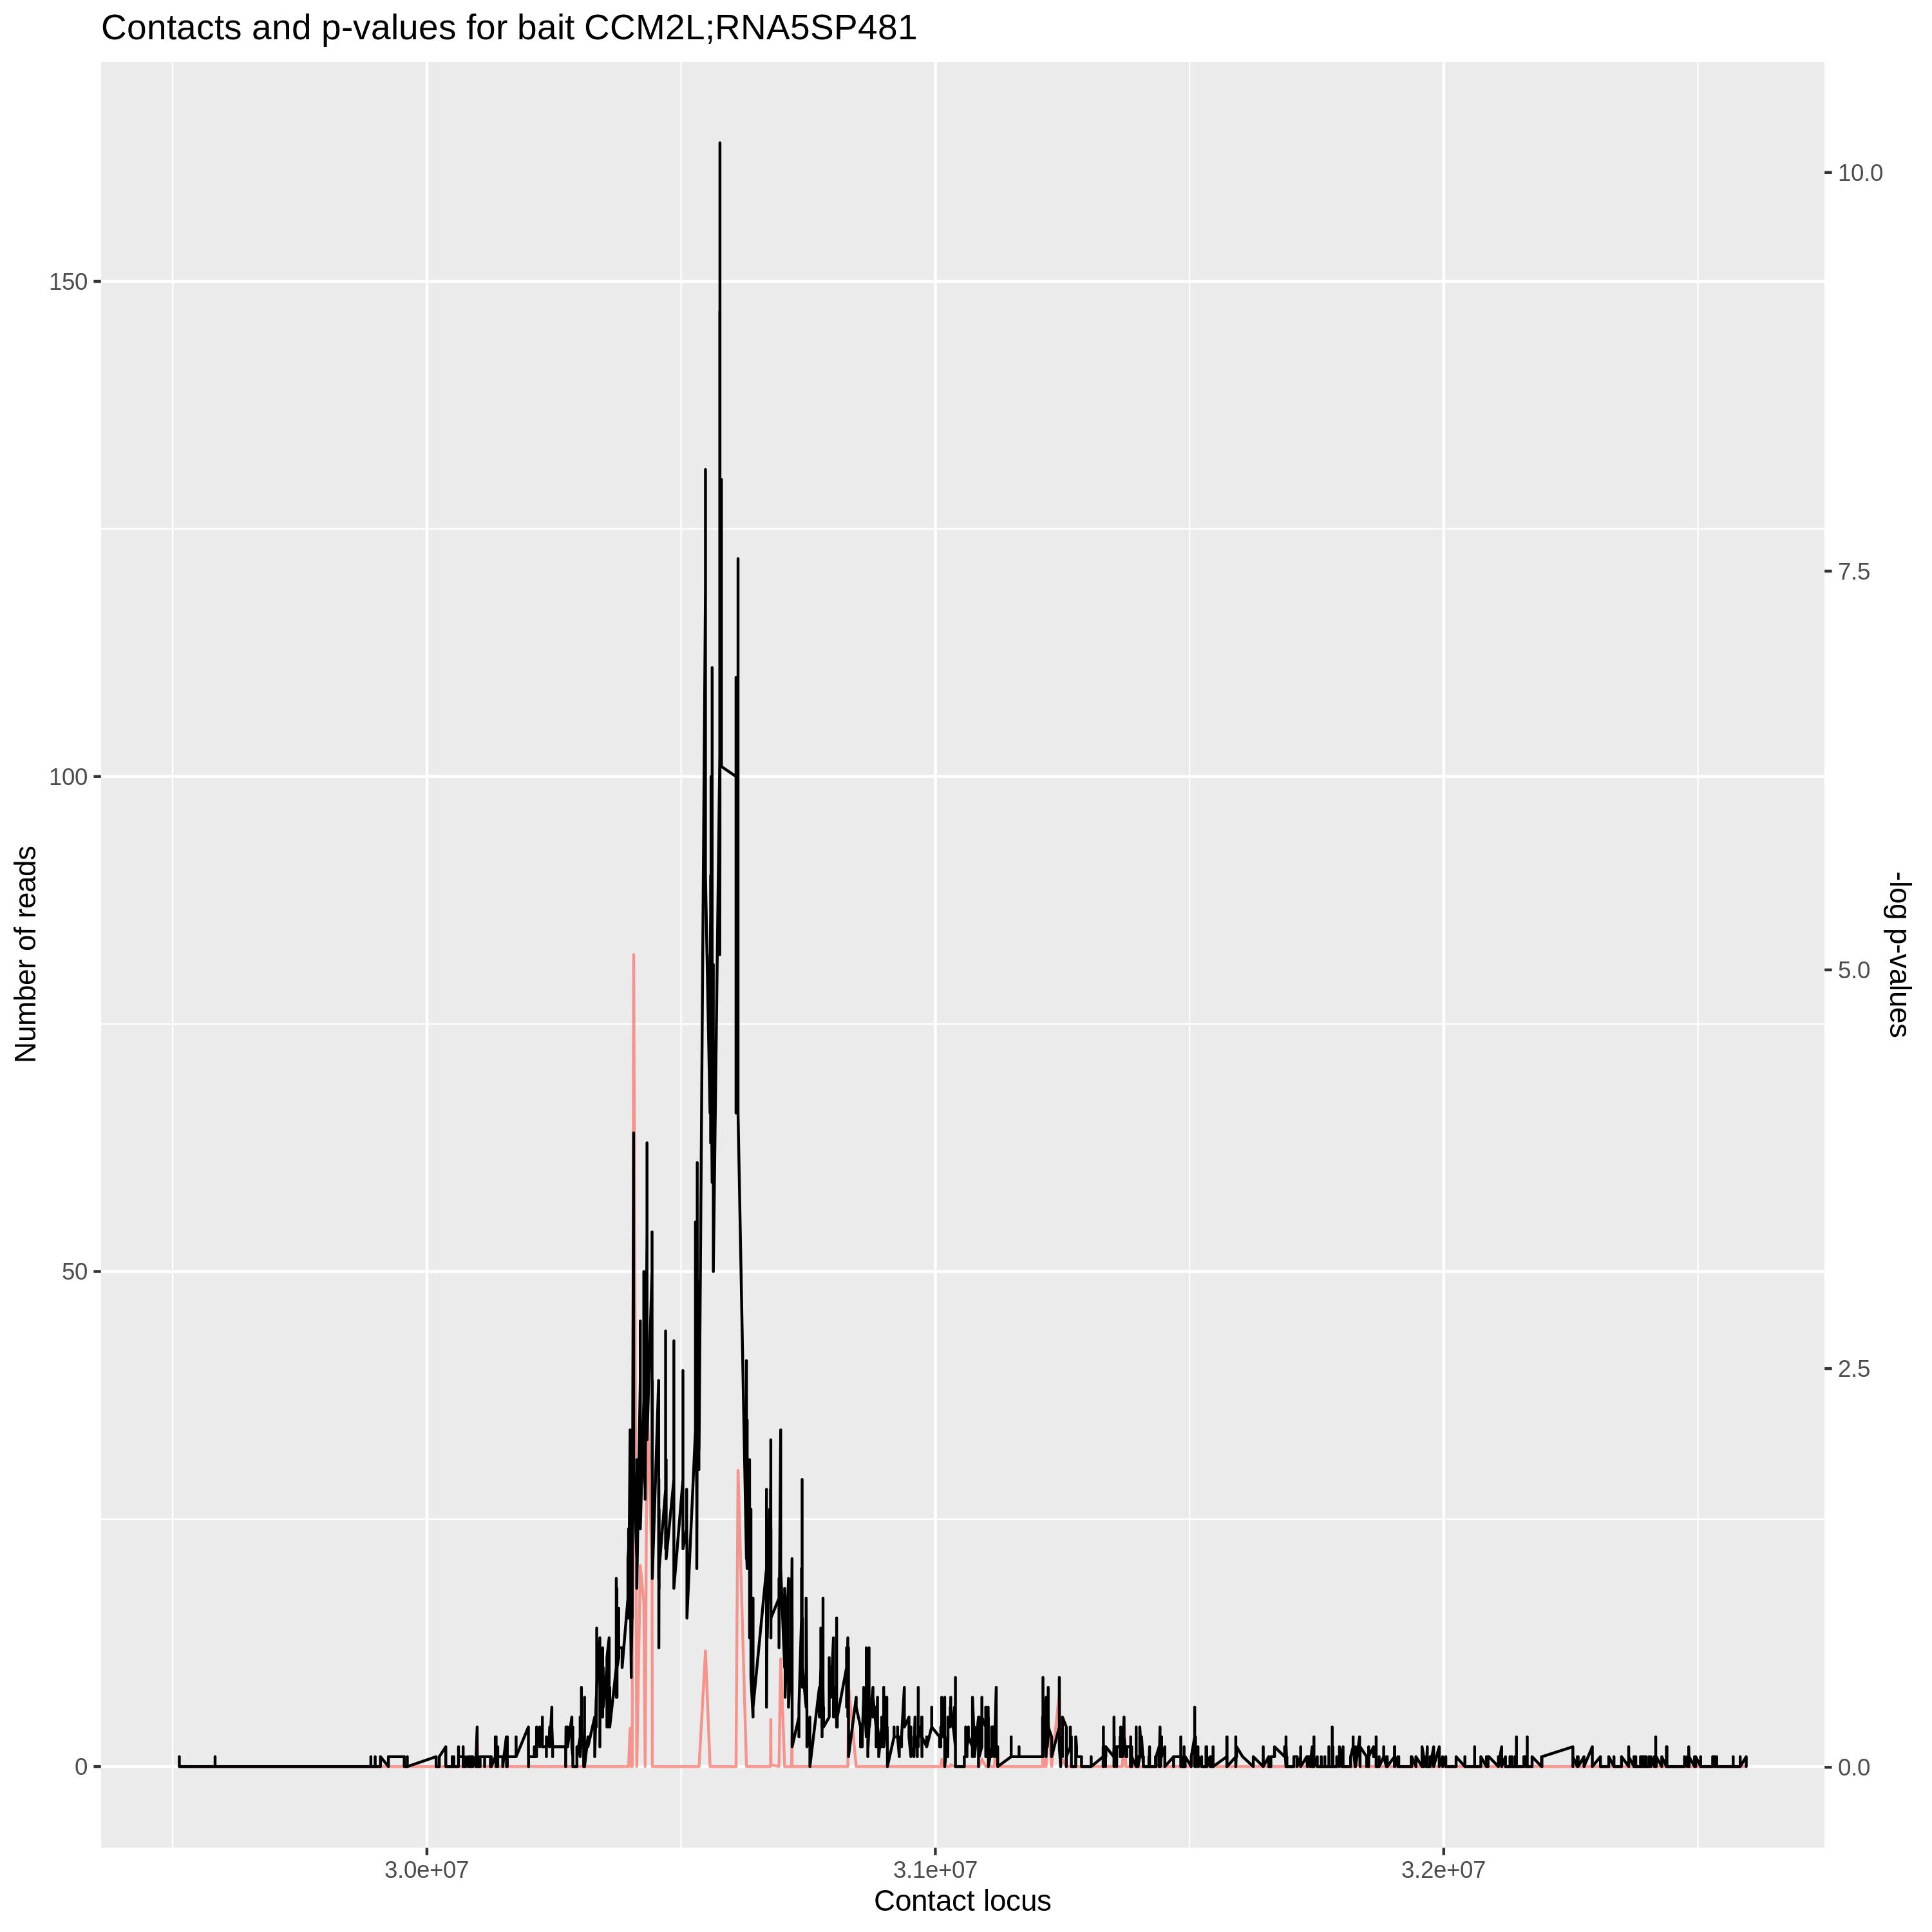 Contacts and p-values for bait CCM2L;RNA5SP481
150
100
50
0
10.0
7.5
5.0
2.5
0.0
Number of reads
-log p-values
3.0e+07
3.1e+07
3.2e+07
Contact locus